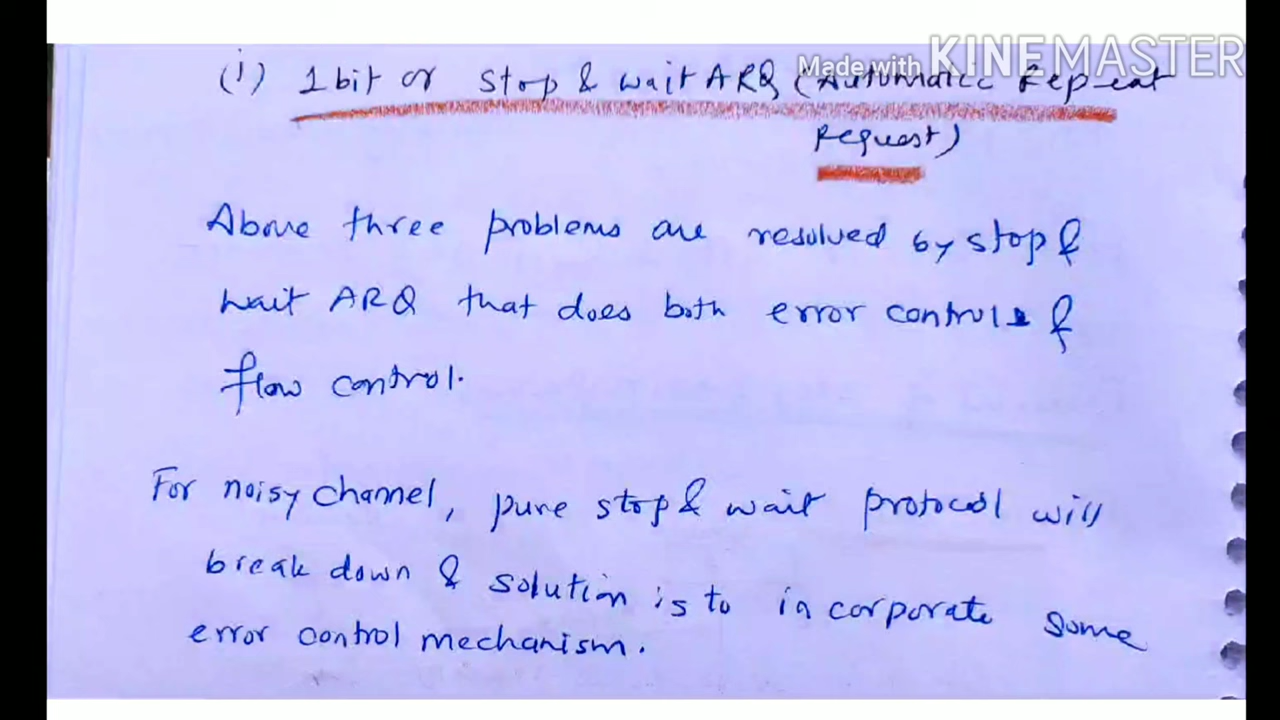 Made with KINEMASTER
(i) 1 bit or stop & wait ARQ (Automatic Repeat
Request)
Above three problems are resolved by stop &
wait ARQ that does both error control &
flow control.
For noisy channel, pure stop & wait protocol will
break down & solution is to incorporate some
error control mechanism.